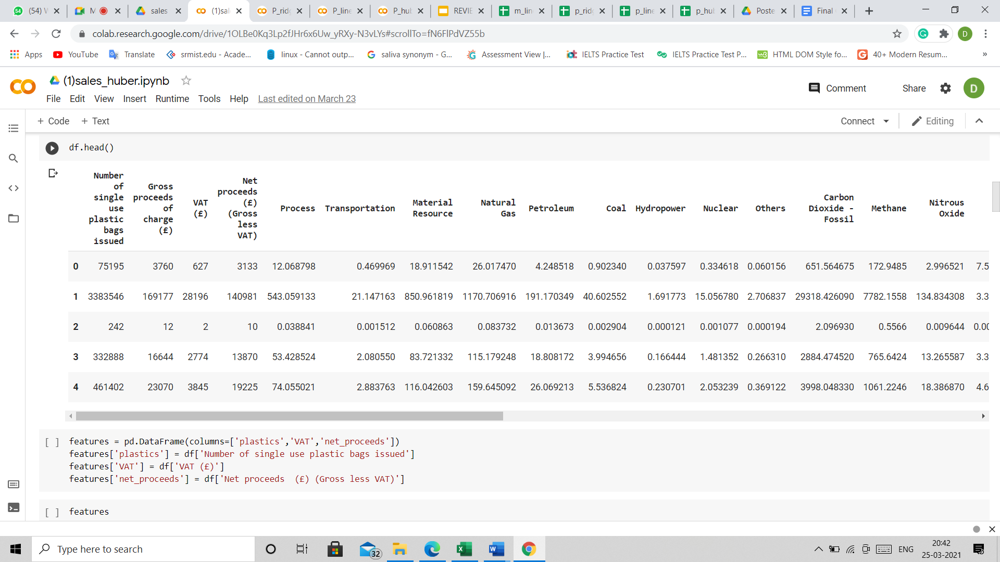 (54) W
M
sales
(1)sal
P_rid
P_line
P_hub
REVIE
m_lin
p_rid
p_line
p_hul
Poste
Final
colab.research.google.com/drive/1OLBe0Kq3Lp2fJHr6x6Uw_yRXy-N3vLYs#scrollTo=fN6FlPdVZ55b
D
Apps YouTube Translate srmist.edu - Acade... linux - Cannot outp... saliva synonym - G... Assessment View |... IELTS Practice Test IELTS Practice Test P... HTML DOM Style fo... 40+ Modern Resum... »
(1)sales_huber.ipynb
Comment Share D
File Edit View Insert Runtime Tools Help Last edited on March 23
+ Code + Text Connect Editing
df.head()
Number of single use plastic bags issued Gross proceeds of charge (£) VAT (£) Net proceeds (£) (Gross less VAT) Process Transportation Material Resource Natural Gas Petroleum Coal Hydropower Nuclear Others Carbon Dioxide - Fossil Methane Nitrous Oxide
0 75195 3760 627 3133 12.068798 0.469969 18.911542 26.017470 4.248518 0.902340 0.037597 0.334618 0.060156 651.564675 172.9485 2.996521 7.5
1 3383546 169177 28196 140981 543.059133 21.147163 850.961819 1170.706916 191.170349 40.602552 1.691773 15.056780 2.706837 29318.426090 7782.1558 134.834308 3.3
2 242 12 2 10 0.038841 0.001512 0.060863 0.083732 0.013673 0.002904 0.000121 0.001077 0.000194 2.096930 0.5566 0.009644 0.00
3 332888 16644 2774 13870 53.428524 2.080550 83.721332 115.179248 18.808172 3.994656 0.166444 1.481352 0.266310 2884.474520 765.6424 13.265587 3.3
4 461402 23070 3845 19225 74.055021 2.883763 116.042603 159.645092 26.069213 5.536824 0.230701 2.053239 0.369122 3998.048330 1061.2246 18.386870 4.6
[ ] features = pd.DataFrame(columns=['plastics','VAT','net_proceeds'])
features['plastics'] = df['Number of single use plastic bags issued']
features['VAT'] = df['VAT (£)']
features['net_proceeds'] = df['Net proceeds  (£) (Gross less VAT)']
[ ] features
Type here to search
32
ENG
20:42
25-03-2021